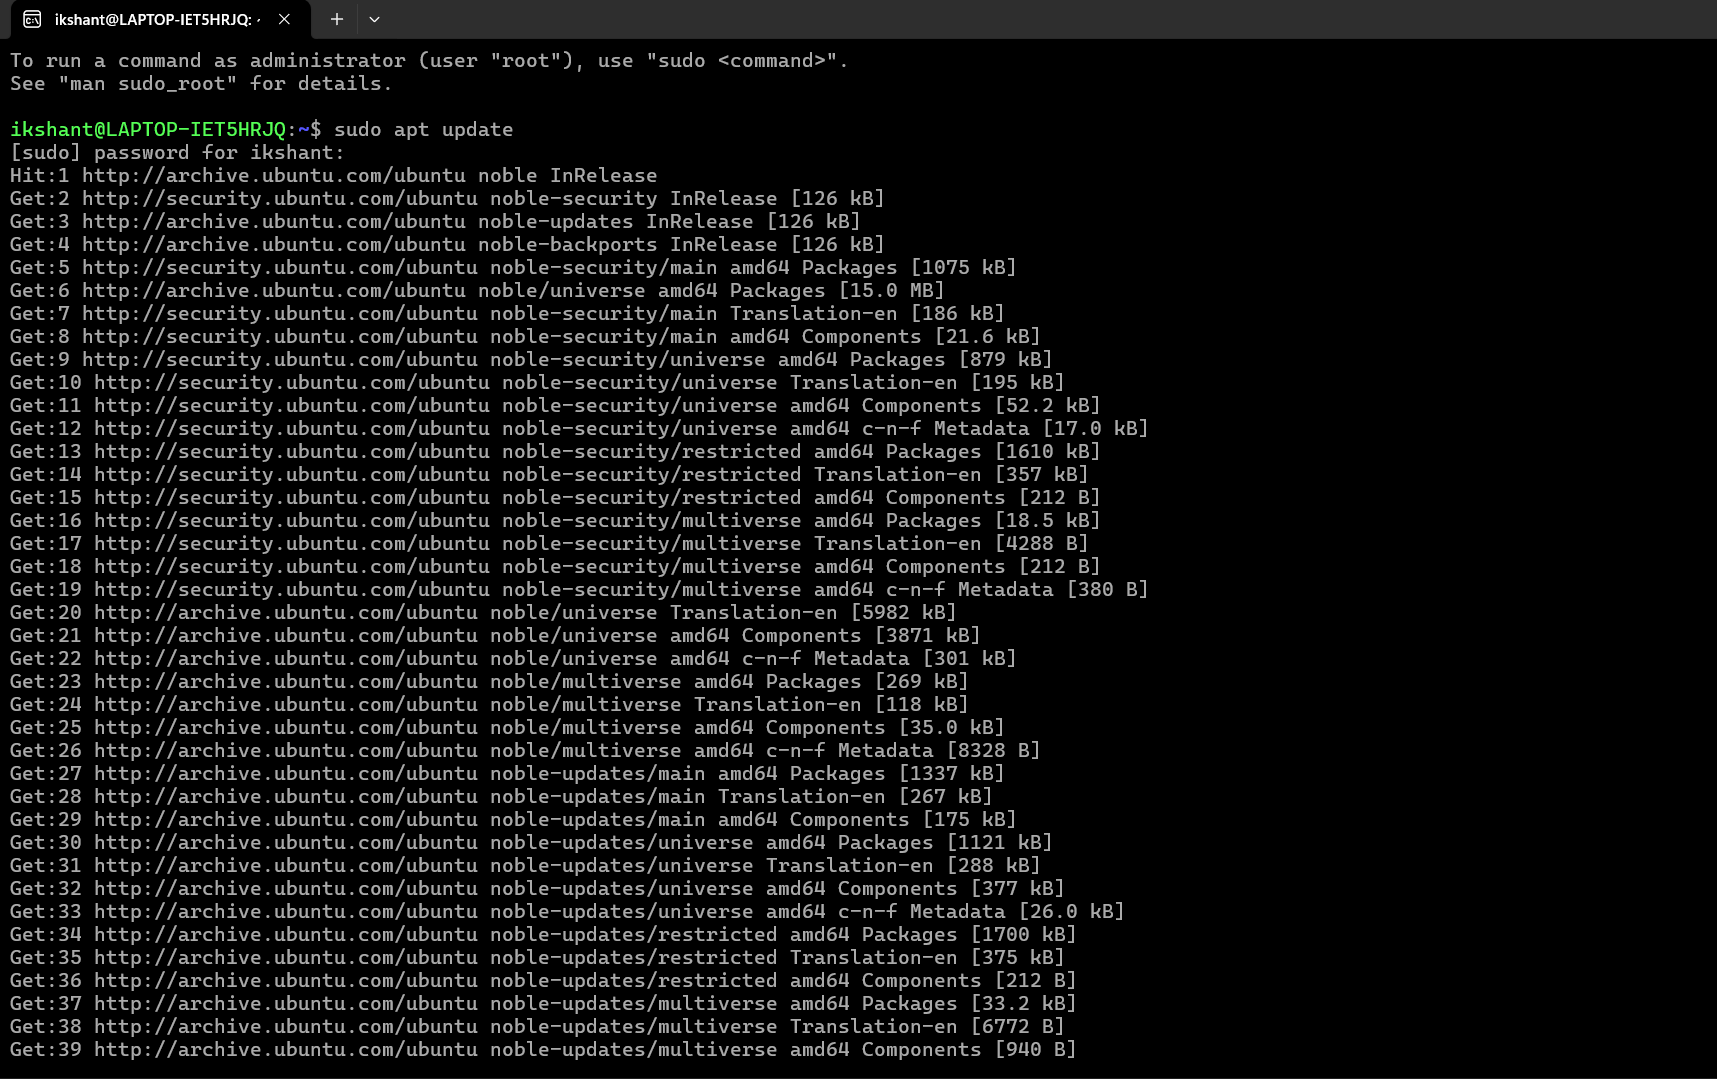 ikshant@LAPTOP-IET5HRJQ: ~
To run a command as administrator (user "root"), use "sudo <command>".
See "man sudo_root" for details.
ikshant@LAPTOP-IET5HRJQ:~$ sudo apt update
[sudo] password for ikshant:
Hit:1 http://archive.ubuntu.com/ubuntu noble InRelease
Get:2 http://security.ubuntu.com/ubuntu noble-security InRelease [126 kB]
Get:3 http://archive.ubuntu.com/ubuntu noble-updates InRelease [126 kB]
Get:4 http://archive.ubuntu.com/ubuntu noble-backports InRelease [126 kB]
Get:5 http://security.ubuntu.com/ubuntu noble-security/main amd64 Packages [1075 kB]
Get:6 http://archive.ubuntu.com/ubuntu noble/universe amd64 Packages [15.0 MB]
Get:7 http://security.ubuntu.com/ubuntu noble-security/main Translation-en [186 kB]
Get:8 http://security.ubuntu.com/ubuntu noble-security/main amd64 Components [21.6 kB]
Get:9 http://security.ubuntu.com/ubuntu noble-security/universe amd64 Packages [879 kB]
Get:10 http://security.ubuntu.com/ubuntu noble-security/universe Translation-en [195 kB]
Get:11 http://security.ubuntu.com/ubuntu noble-security/universe amd64 Components [52.2 kB]
Get:12 http://security.ubuntu.com/ubuntu noble-security/universe amd64 c-n-f Metadata [17.0 kB]
Get:13 http://security.ubuntu.com/ubuntu noble-security/restricted amd64 Packages [1610 kB]
Get:14 http://security.ubuntu.com/ubuntu noble-security/restricted Translation-en [357 kB]
Get:15 http://security.ubuntu.com/ubuntu noble-security/restricted amd64 Components [212 B]
Get:16 http://security.ubuntu.com/ubuntu noble-security/multiverse amd64 Packages [18.5 kB]
Get:17 http://security.ubuntu.com/ubuntu noble-security/multiverse Translation-en [4288 B]
Get:18 http://security.ubuntu.com/ubuntu noble-security/multiverse amd64 Components [212 B]
Get:19 http://security.ubuntu.com/ubuntu noble-security/multiverse amd64 c-n-f Metadata [380 B]
Get:20 http://archive.ubuntu.com/ubuntu noble/universe Translation-en [5982 kB]
Get:21 http://archive.ubuntu.com/ubuntu noble/universe amd64 Components [3871 kB]
Get:22 http://archive.ubuntu.com/ubuntu noble/universe amd64 c-n-f Metadata [301 kB]
Get:23 http://archive.ubuntu.com/ubuntu noble/multiverse amd64 Packages [269 kB]
Get:24 http://archive.ubuntu.com/ubuntu noble/multiverse Translation-en [118 kB]
Get:25 http://archive.ubuntu.com/ubuntu noble/multiverse amd64 Components [35.0 kB]
Get:26 http://archive.ubuntu.com/ubuntu noble/multiverse amd64 c-n-f Metadata [8328 B]
Get:27 http://archive.ubuntu.com/ubuntu noble-updates/main amd64 Packages [1337 kB]
Get:28 http://archive.ubuntu.com/ubuntu noble-updates/main Translation-en [267 kB]
Get:29 http://archive.ubuntu.com/ubuntu noble-updates/main amd64 Components [175 kB]
Get:30 http://archive.ubuntu.com/ubuntu noble-updates/universe amd64 Packages [1121 kB]
Get:31 http://archive.ubuntu.com/ubuntu noble-updates/universe Translation-en [288 kB]
Get:32 http://archive.ubuntu.com/ubuntu noble-updates/universe amd64 Components [377 kB]
Get:33 http://archive.ubuntu.com/ubuntu noble-updates/universe amd64 c-n-f Metadata [26.0 kB]
Get:34 http://archive.ubuntu.com/ubuntu noble-updates/restricted amd64 Packages [1700 kB]
Get:35 http://archive.ubuntu.com/ubuntu noble-updates/restricted Translation-en [375 kB]
Get:36 http://archive.ubuntu.com/ubuntu noble-updates/restricted amd64 Components [212 B]
Get:37 http://archive.ubuntu.com/ubuntu noble-updates/multiverse amd64 Packages [33.2 kB]
Get:38 http://archive.ubuntu.com/ubuntu noble-updates/multiverse Translation-en [6772 B]
Get:39 http://archive.ubuntu.com/ubuntu noble-updates/multiverse amd64 Components [940 B]